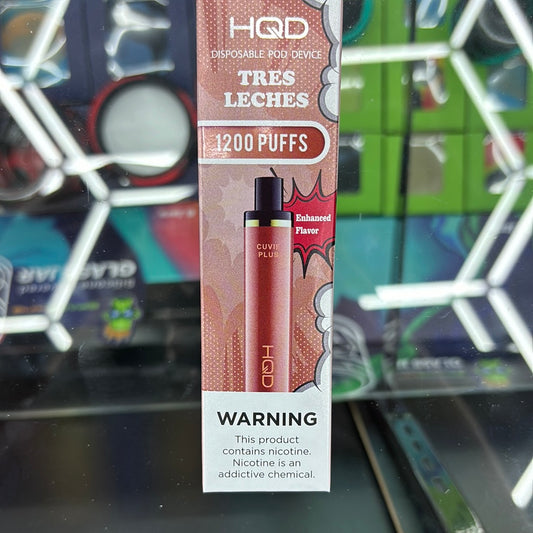 HQD
DISPOSABLE POD DEVICE
TRES
LECHES
1200 PUFFS
Enhanced
Flavor
CUVIE
PLUS
HQD
WARNING
This product
contains nicotine.
Nicotine is an
addictive chemical.